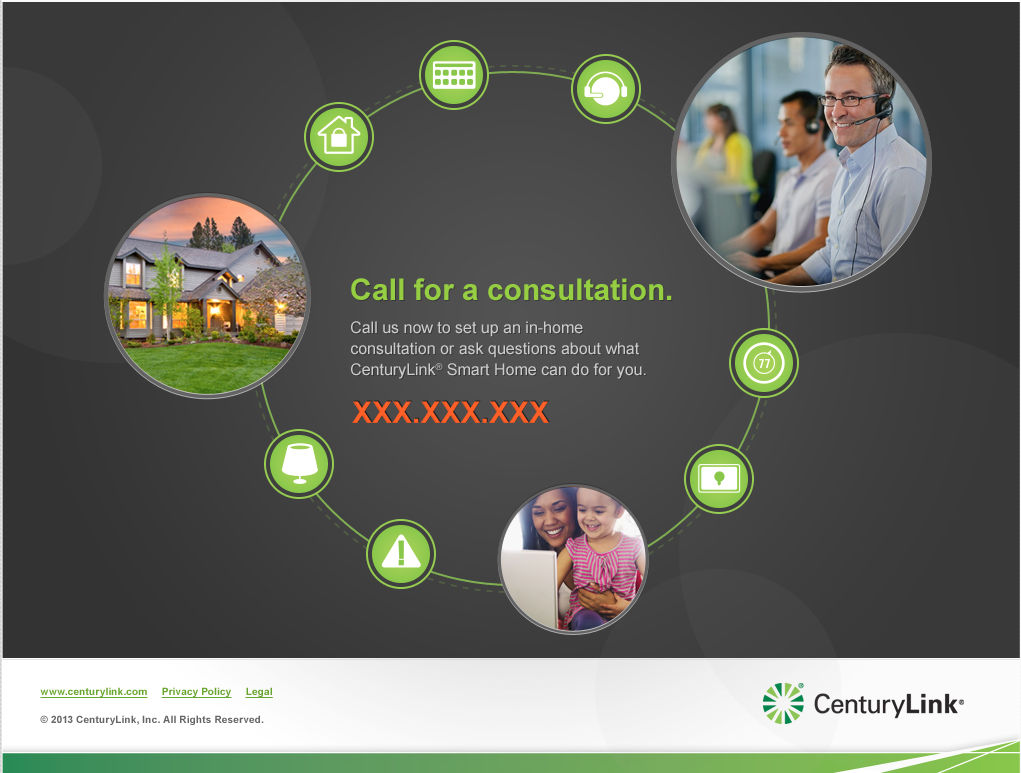 77
Call for a consultation.
Call us now to set up an in-home
consultation or ask questions about what
CenturyLink® Smart Home can do for you.
XXX.XXX.XXX
www.centurylink.com Privacy Policy Legal
© 2013 CenturyLink, Inc. All Rights Reserved.
CenturyLink®